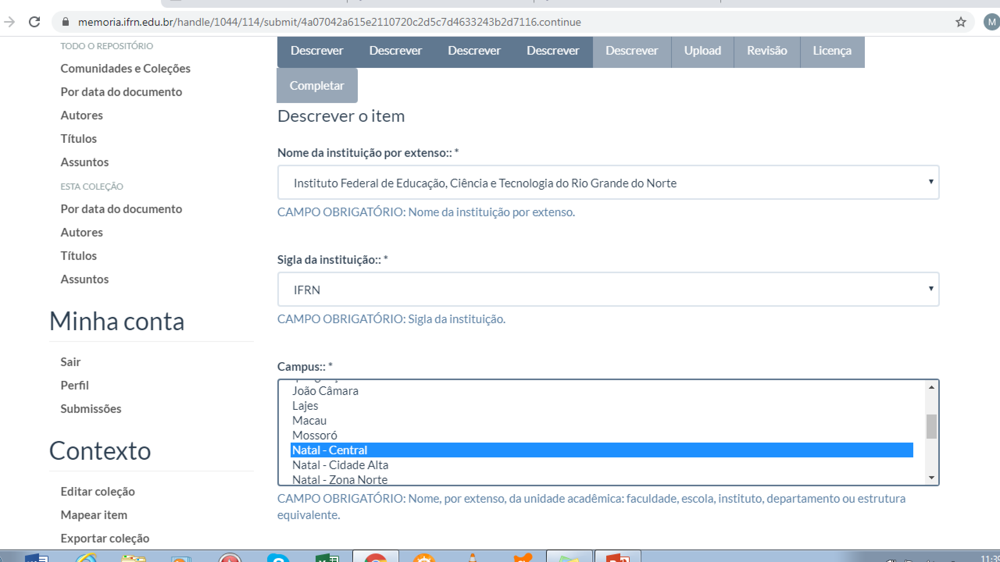 memoria.ifrn.edu.br/handle/1044/114/submit/4a07042a615e2110720c2d5c7d4633243b2d7116.continue
M
TODO O REPOSITÓRIO
Comunidades e Coleções
Por data do documento
Autores
Títulos
Assuntos
ESTA COLEÇÃO
Por data do documento
Autores
Títulos
Assuntos
Minha conta
Sair
Perfil
Submissões
Contexto
Editar coleção
Mapear item
Exportar coleção
Descrever Descrever Descrever Descrever Descrever Upload Revisão Licença
Completar
Descrever o item
Nome da instituição por extenso:: *
Instituto Federal de Educação, Ciência e Tecnologia do Rio Grande do Norte
CAMPO OBRIGATÓRIO: Nome da instituição por extenso.
Sigla da instituição:: *
IFRN
CAMPO OBRIGATÓRIO: Sigla da instituição.
Campus:: *
João Câmara
Lajes
Macau
Mossoró
Natal - Central
Natal - Cidade Alta
Natal - Zona Norte
CAMPO OBRIGATÓRIO: Nome, por extenso, da unidade acadêmica: faculdade, escola, instituto, departamento ou estrutura
equivalente.